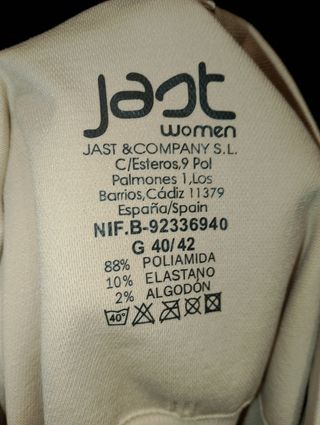 jast
women
JAST & COMPANY S.L.
C/Esteros,9 Pol
Palmones 1,Los
Barrios,Cádiz 11379
España/Spain
NIF.B-92336940
G 40/42
88% POLIAMIDA
10% ELASTANO
2% ALGODÓN
40°